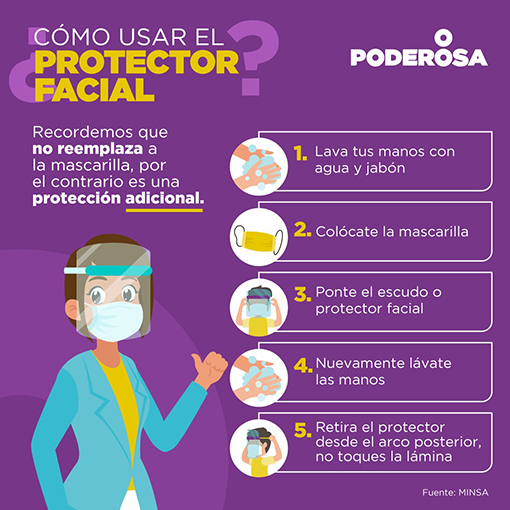 ¿CÓMO USAR EL
PROTECTOR
FACIAL?
PODEROSA
Recordemos que
no reemplaza a
la mascarilla, por
el contrario es una
protección adicional.
1. Lava tus manos con
agua y jabón
2. Colócate la mascarilla
3. Ponte el escudo o
protector facial
4. Nuevamente lávate
las manos
5. Retira el protector
desde el arco posterior,
no toques la lámina
Fuente: MINSA